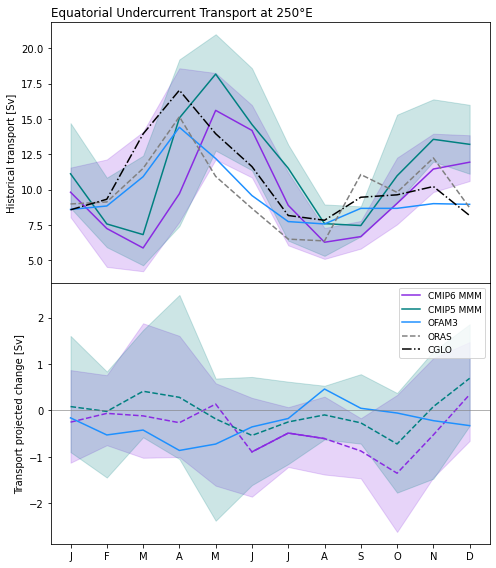 Equatorial Undercurrent Transport at 250°E
Historical transport [Sv]
20.0
17.5
15.0
12.5
10.0
7.5
5.0
Transport projected change [Sv]
2
1
0
−1
−2
CMIP6 MMM
CMIP5 MMM
OFAM3
ORAS
CGLO
J F M A M J J A S O N D